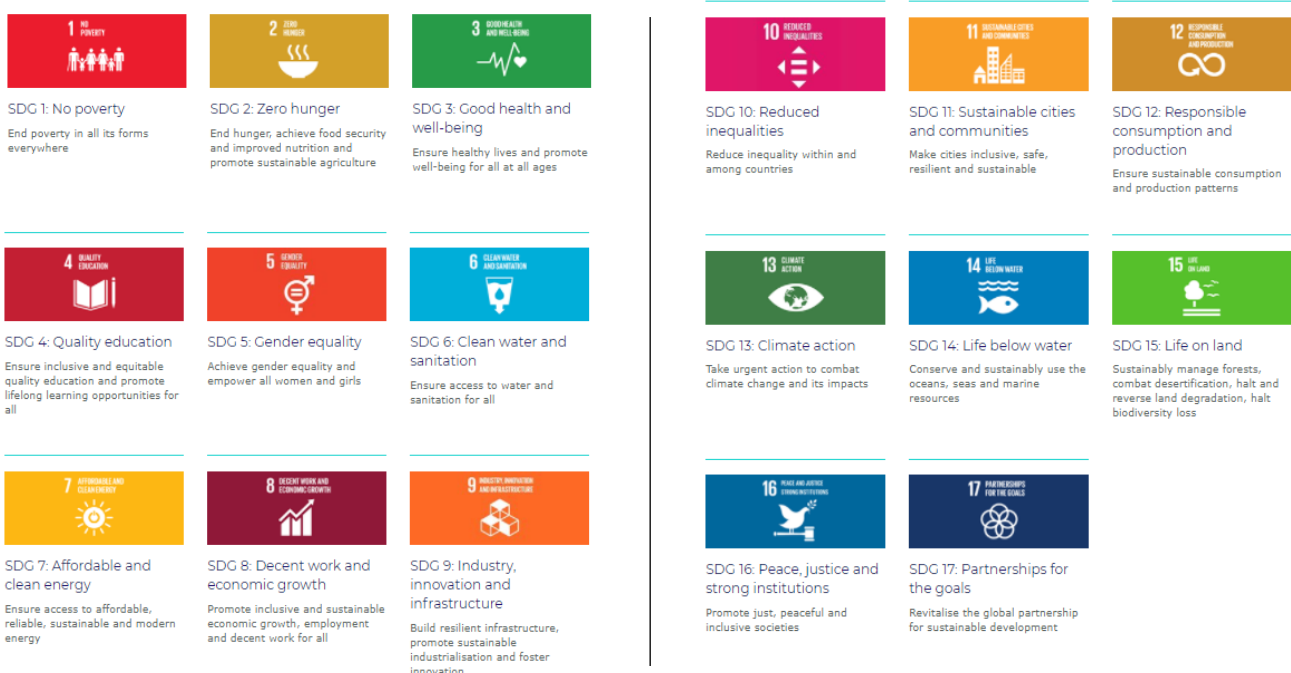 1 NO
POVERTY
SDG 1: No poverty
End poverty in all its forms
everywhere
2 ZERO
HUNGER
SDG 2: Zero hunger
End hunger, achieve food security
and improved nutrition and
promote sustainable agriculture
3 GOOD HEALTH
AND WELL-BEING
SDG 3: Good health and
well-being
Ensure healthy lives and promote
well-being for all at all ages
4 QUALITY
EDUCATION
SDG 4: Quality education
Ensure inclusive and equitable
quality education and promote
lifelong learning opportunities for
all
5 GENDER
EQUALITY
SDG 5: Gender equality
Achieve gender equality and
empower all women and girls
6 CLEAN WATER
AND SANITATION
SDG 6: Clean water and
sanitation
Ensure access to water and
sanitation for all
7 AFFORDABLE AND
CLEAN ENERGY
SDG 7: Affordable and
clean energy
Ensure access to affordable,
reliable, sustainable and modern
energy
8 DECENT WORK AND
ECONOMIC GROWTH
SDG 8: Decent work and
economic growth
Promote inclusive and sustainable
economic growth, employment
and decent work for all
9 INDUSTRY, INNOVATION
AND INFRASTRUCTURE
SDG 9: Industry,
innovation and
infrastructure
Build resilient infrastructure,
promote sustainable
industrialisation and foster
innovation
10 REDUCED
INEQUALITIES
SDG 10: Reduced
inequalities
Reduce inequality within and
among countries
11 SUSTAINABLE CITIES
AND COMMUNITIES
SDG 11: Sustainable cities
and communities
Make cities inclusive, safe,
resilient and sustainable
12 RESPONSIBLE
CONSUMPTION
AND PRODUCTION
SDG 12: Responsible
consumption and
production
Ensure sustainable consumption
and production patterns
13 CLIMATE
ACTION
SDG 13: Climate action
Take urgent action to combat
climate change and its impacts
14 LIFE
BELOW WATER
SDG 14: Life below water
Conserve and sustainably use the
oceans, seas and marine
resources
15 LIFE
ON LAND
SDG 15: Life on land
Sustainably manage forests,
combat desertification, halt and
reverse land degradation, halt
biodiversity loss
16 PEACE AND JUSTICE
STRONG INSTITUTIONS
SDG 16: Peace, justice and
strong institutions
Promote just, peaceful and
inclusive societies
17 PARTNERSHIPS
FOR THE GOALS
SDG 17: Partnerships for
the goals
Revitalise the global partnership
for sustainable development